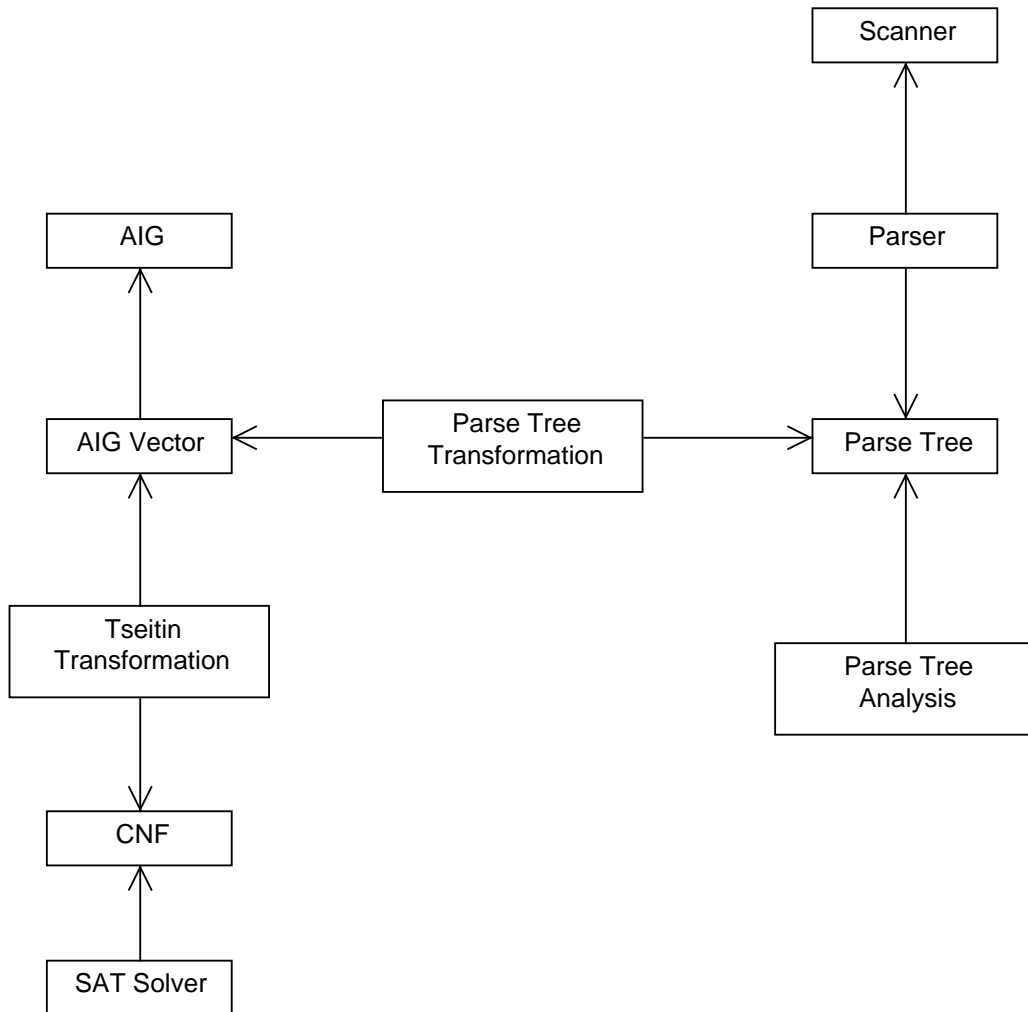 Scanner
AIG
Parser
AIG Vector
Parse Tree
Transformation
Parse Tree
Tseitin
Transformation
Parse Tree
Analysis
CNF
SAT Solver